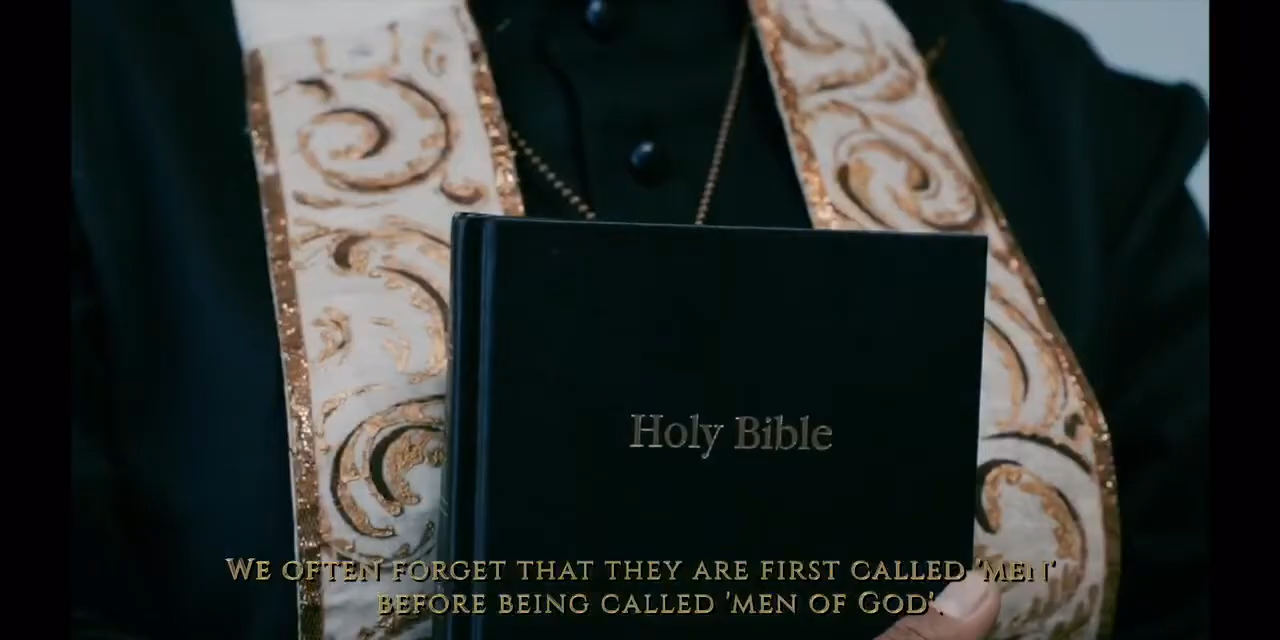 Holy Bible
WE OFTEN FORGET THAT THEY ARE FIRST CALLED 'MEN'
BEFORE BEING CALLED 'MEN OF GOD'.